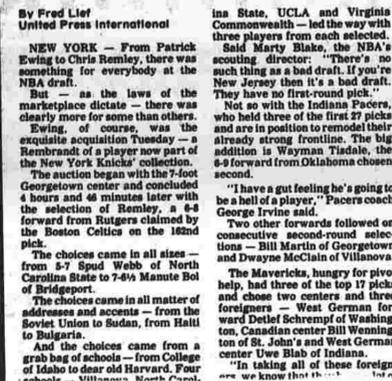 By Fred Lief
United Press International
NEW YORK — From Patrick
Ewing to Chris Remley, there was
something for everybody at the
NBA draft.
But — as the laws of the
marketplace dictate — there was
clearly more for some than others.
Ewing, of course, was the
exquisite acquisition Tuesday — a
Rembrandt of a player now part of
the New York Knicks' collection.
The auction began with the 7-foot
Georgetown center and concluded
4 hours and 46 minutes later with
the selection of Remley, a 6-8
forward from Rutgers claimed by
the Boston Celtics on the 162nd
pick.
The choices came in all sizes —
from 5-7 Spud Webb of North
Carolina State to 7-6½ Manute Bol
of Bridgeport.
The choices came in all matter of
addresses and accents — from the
Soviet Union to Sudan, from Haiti
to Bulgaria.
And the choices came from a
grab bag of schools — from College
of Idaho to dear old Harvard. Four
schools — Villanova, North Carol-
ina State, UCLA and Virginia
Commonwealth — led the way with
three players from each selected.
Said Marty Blake, the NBA's
scouting director: "There's no
such thing as a bad draft. If you're
New Jersey then it's a bad draft.
They have no first-round pick."
Not so with the Indiana Pacers,
who held three of the first 27 picks
and are in position to remodel their
already strong frontline. The big
addition is Wayman Tisdale, the
6-9 forward from Oklahoma chosen
second.
"I have a gut feeling he's going to
be a hell of a player," Pacers coach
George Irvine said.
Two other forwards followed on
consecutive second-round selec-
tions — Bill Martin of Georgetown
and Dwayne McClain of Villanova.
The Mavericks, hungry for pivot
help, had three of the top 17 picks
and chose two centers and three
foreigners — West German for-
ward Detlef Schrempf of Washing-
ton, Canadian center Bill Wenning-
ton of St. John's and West German
center Uwe Blab of Indiana.
"In taking all of these foreign-
ers, we know that